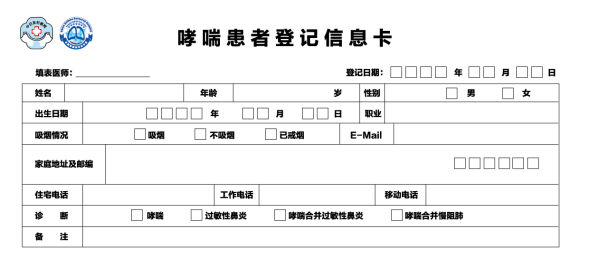 哮喘患者登记信息卡
填表医师：____________ 登记日期：□□□□ 年 □□ 月 □□ 日
姓名 年龄 岁 性别 □ 男 □ 女
出生日期 □□□□ 年 □□ 月 □□ 日 职业
吸烟情况 □ 吸烟 □ 不吸烟 □ 已戒烟 E-Mail
家庭地址及邮编 □□□□□□
住宅电话 工作电话 移动电话
诊 断 □ 哮喘 □ 过敏性鼻炎 □ 哮喘合并过敏性鼻炎 □ 哮喘合并慢阻肺
备 注